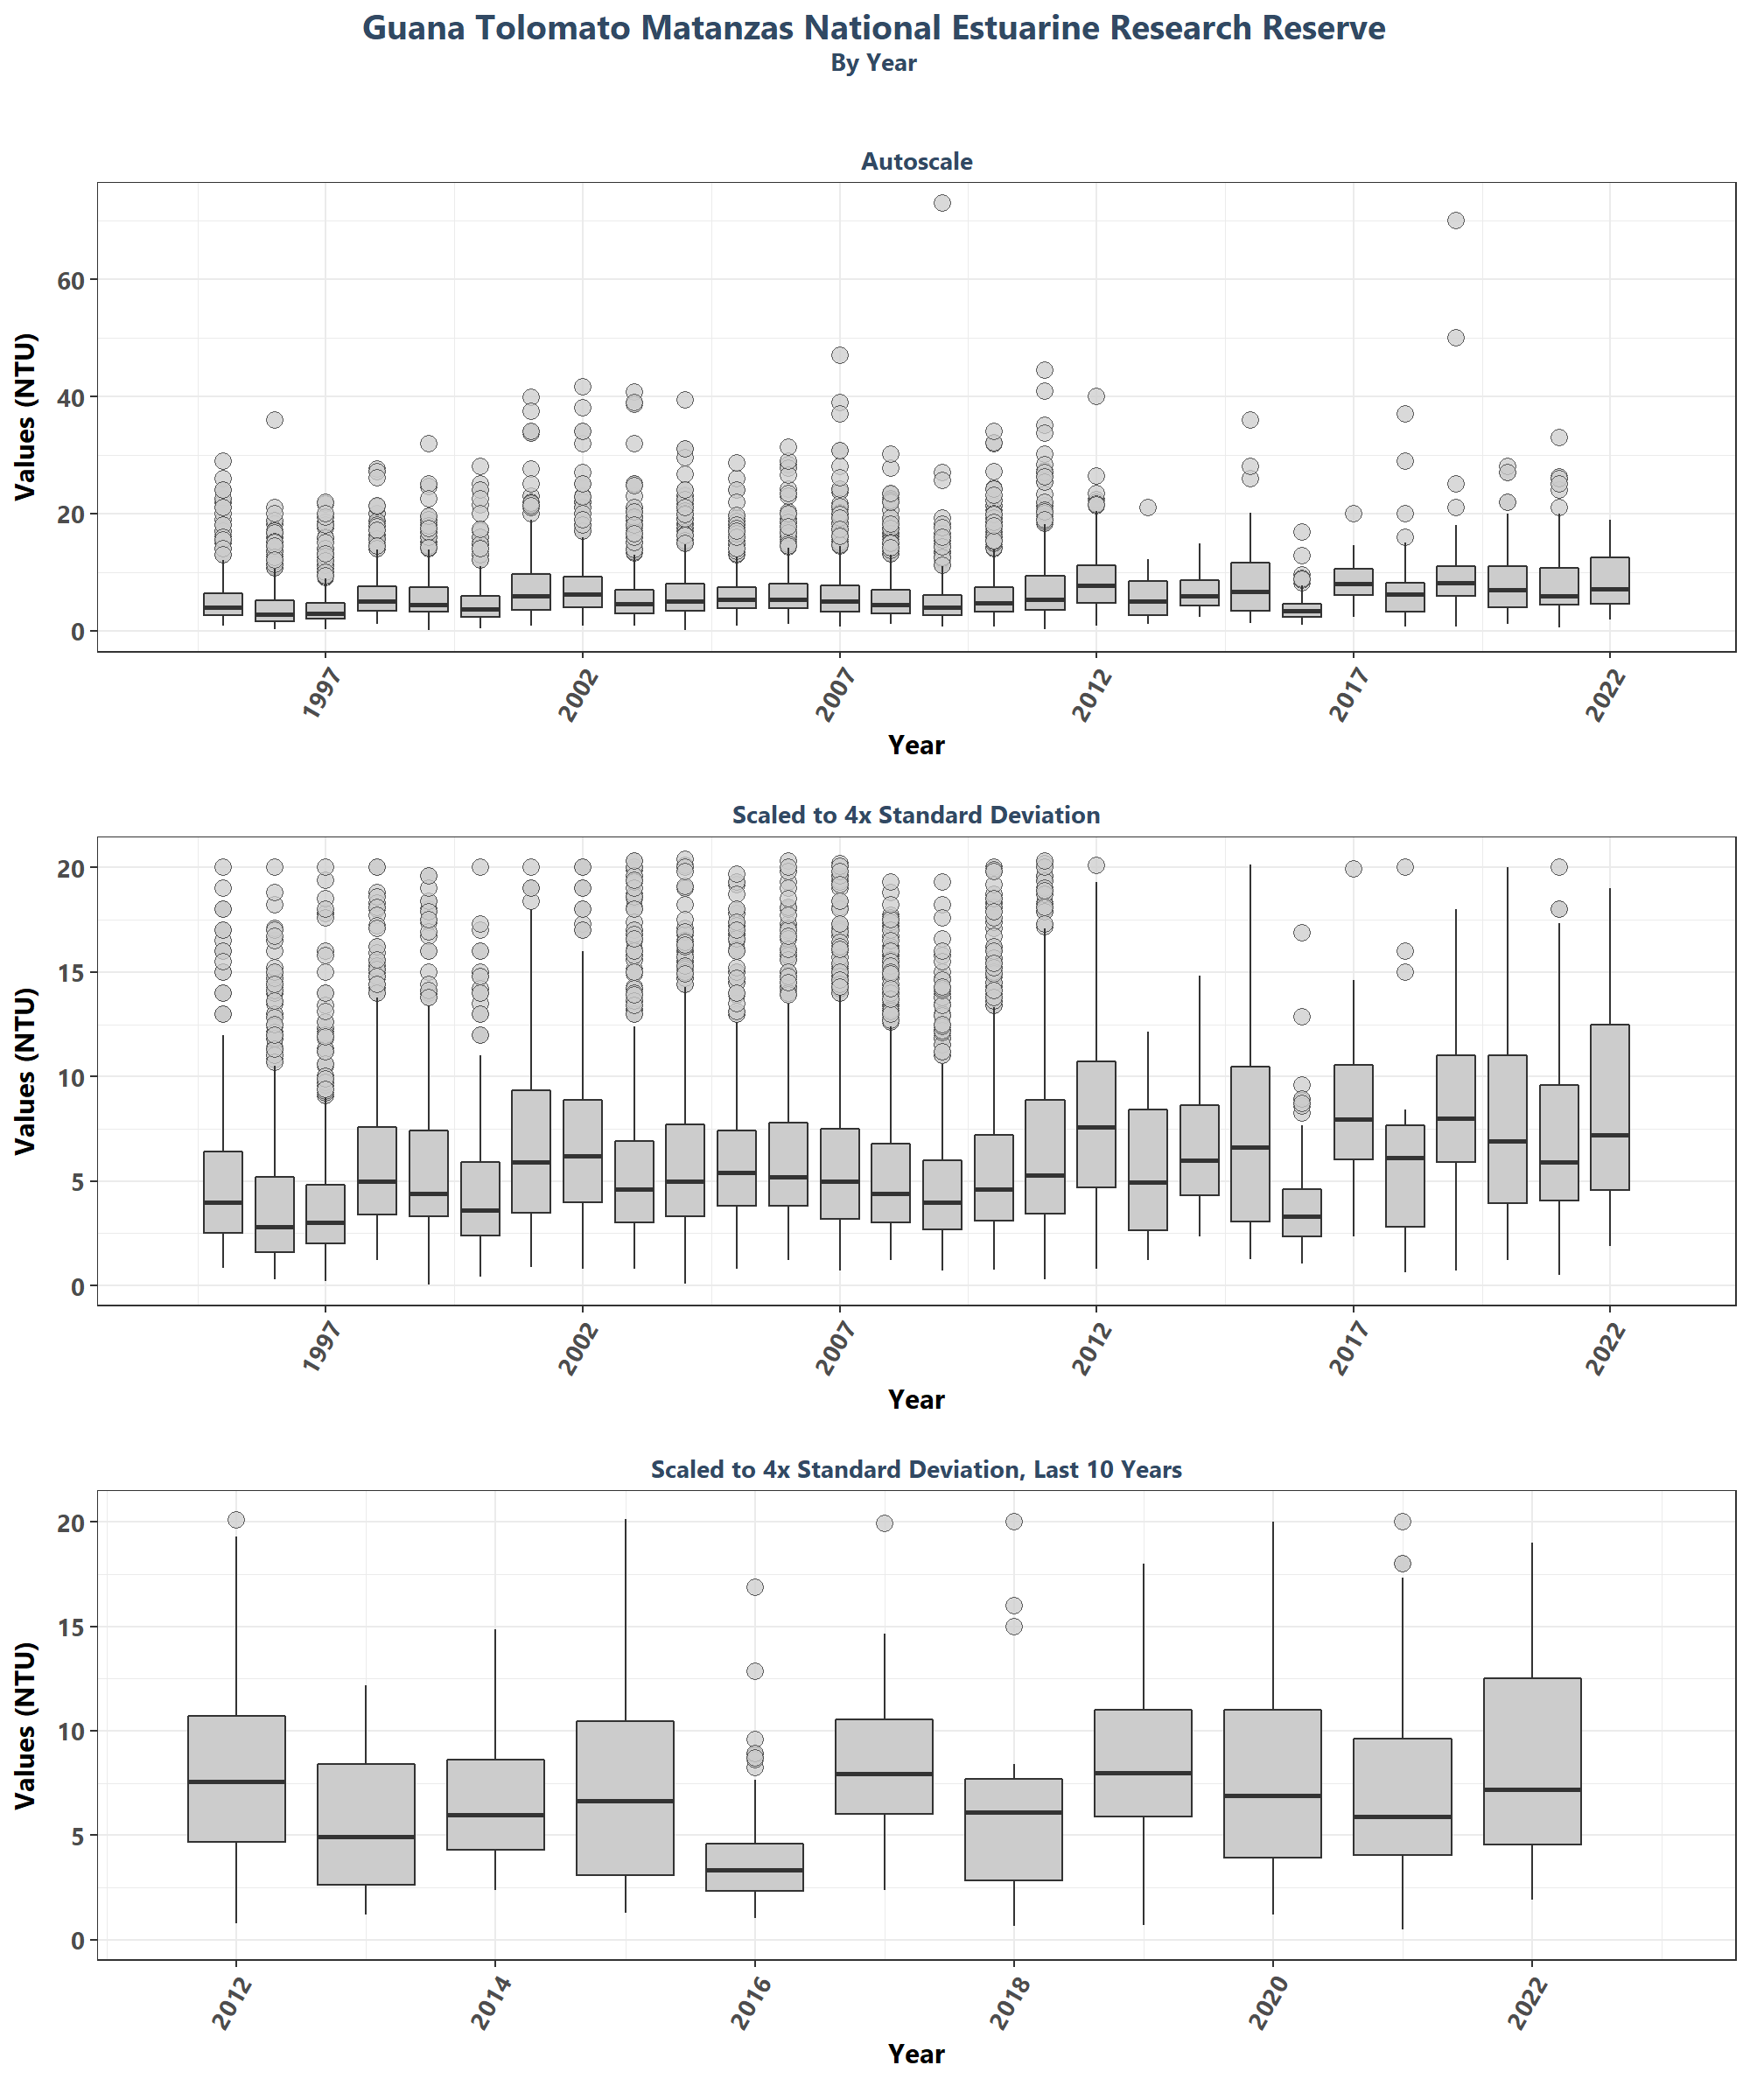 Guana Tolomato Matanzas National Estuarine Research Reserve
By Year
Autoscale
Values (NTU)
60
40
20
0
1997 2002 2007 2012 2017 2022
Year
Scaled to 4x Standard Deviation
Values (NTU)
20
15
10
5
0
1997 2002 2007 2012 2017 2022
Year
Scaled to 4x Standard Deviation, Last 10 Years
Values (NTU)
20
15
10
5
0
2012 2014 2016 2018 2020 2022
Year